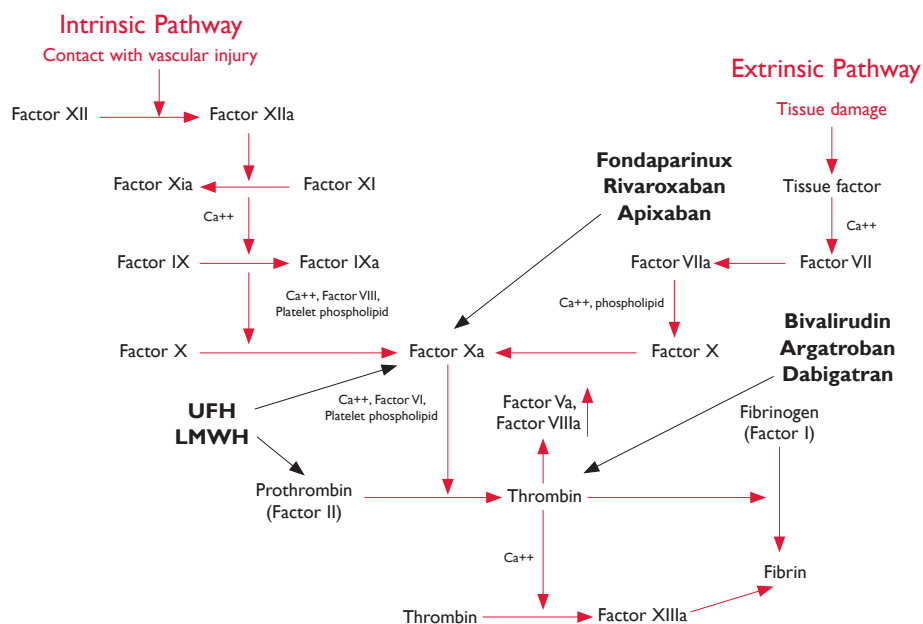 Intrinsic Pathway
Contact with vascular injury
Extrinsic Pathway
Tissue damage
Factor XII
Factor XIIa
Fondaparinux
Rivaroxaban
Apixaban
Factor Xia
Factor XI
Tissue factor
Ca++
Ca++
Factor IX
Factor IXa
Factor VIIa
Factor VII
Ca++, Factor VIII,
Platelet phospholipid
Ca++, phospholipid
Bivalirudin
Argatroban
Dabigatran
Factor X
Factor Xa
Factor X
UFH
LMWH
Ca++, Factor VI,
Platelet phospholipid
Factor Va,
Factor VIIIa
Fibrinogen
(Factor I)
Prothrombin
(Factor II)
Thrombin
Ca++
Fibrin
Thrombin
Factor XIIIa